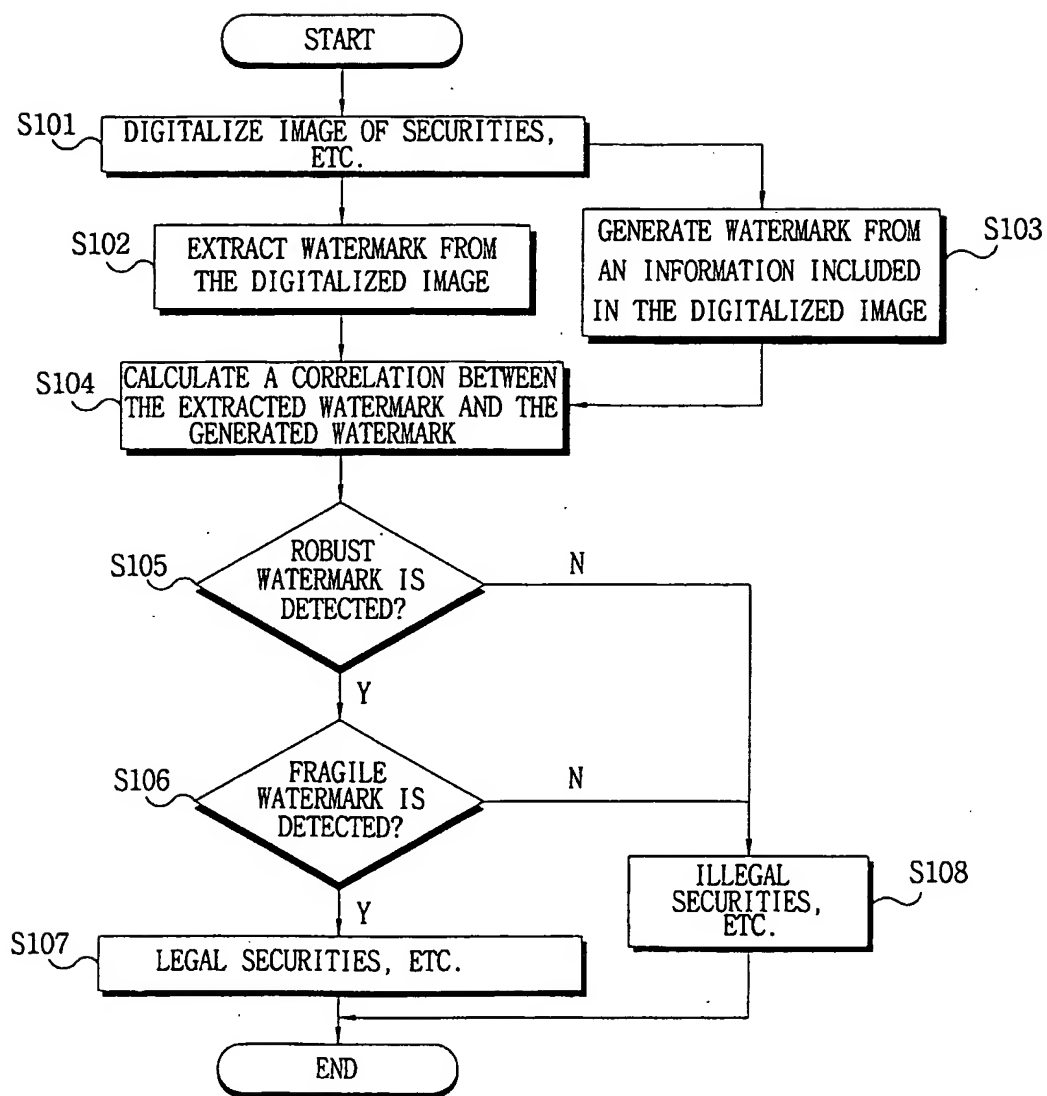 START
S101
DIGITALIZE IMAGE OF SECURITIES,
ETC.
S102
EXTRACT WATERMARK FROM
THE DIGITALIZED IMAGE
GENERATE WATERMARK FROM
AN INFORMATION INCLUDED
IN THE DIGITALIZED IMAGE
S103
S104
CALCULATE A CORRELATION BETWEEN
THE EXTRACTED WATERMARK AND THE
GENERATED WATERMARK
S105
ROBUST
WATERMARK IS
DETECTED?
N
Y
S106
FRAGILE
WATERMARK IS
DETECTED?
N
Y
ILLEGAL
SECURITIES,
ETC.
S108
S107
LEGAL SECURITIES, ETC.
END